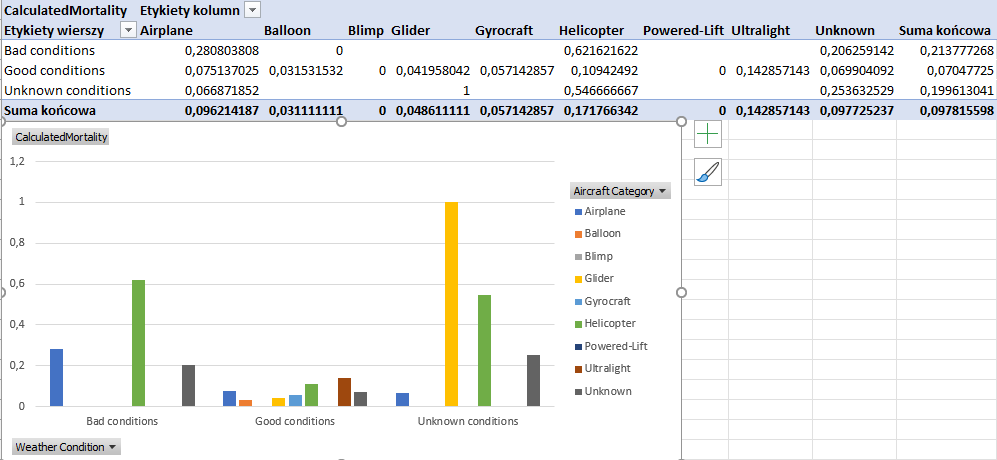 CalculatedMortality Etykiety kolumn
Etykiety wierszy Airplane Balloon Blimp Glider Gyrocraft Helicopter Powered-Lift Ultralight Unknown Suma końcowa
Bad conditions 0,280803808 0 0,621621622 0,206259142 0,213777268
Good conditions 0,075137025 0,031531532 0 0,041958042 0,057142857 0,10942492 0 0,142857143 0,069904092 0,07047725
Unknown conditions 0,066871852 1 0,546666667 0,253632529 0,199613041
Suma końcowa 0,096214187 0,031111111 0 0,048611111 0,057142857 0,171766342 0 0,142857143 0,097725237 0,097815598
CalculatedMortality
1,2
1
0,8
0,6
0,4
0,2
0
Bad conditions Good conditions Unknown conditions
Aircraft Category
Airplane
Balloon
Blimp
Glider
Gyrocraft
Helicopter
Powered-Lift
Ultralight
Unknown
Weather Condition